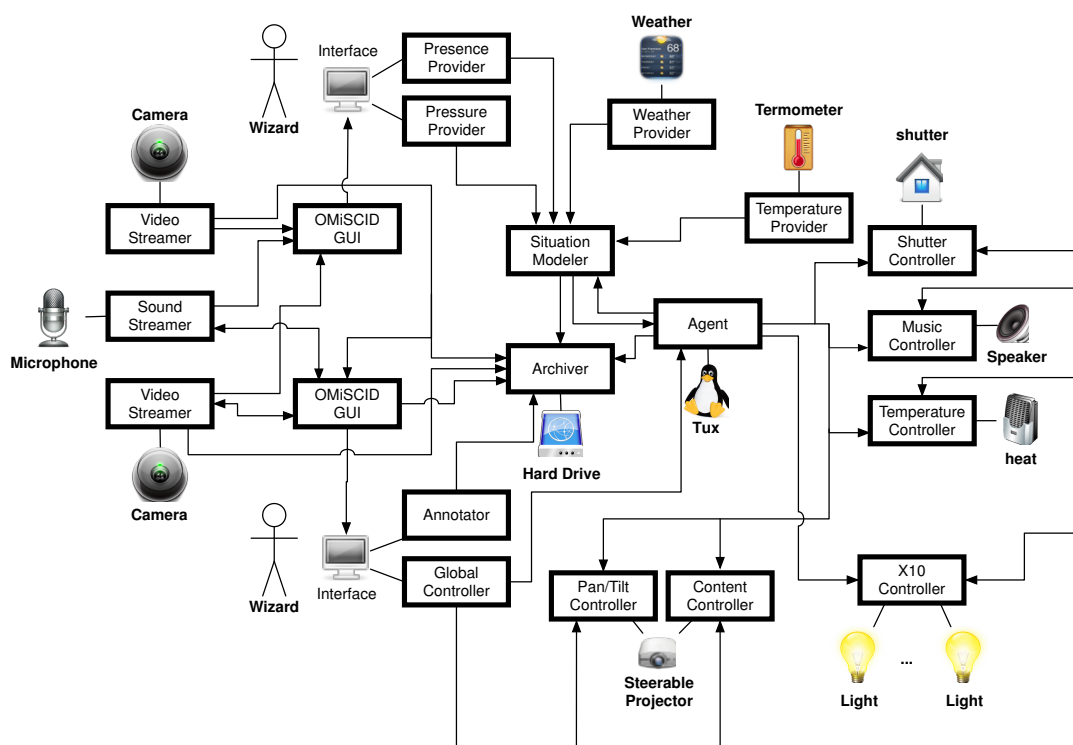 Weather
68°
Interface
Presence
Provider
Camera
Wizard
Pressure
Provider
Weather
Provider
Termometer
shutter
Video
Streamer
OMiSCID
GUI
Situation
Modeler
Temperature
Provider
Shutter
Controller
Sound
Streamer
Microphone
Agent
Music
Controller
Speaker
Archiver
Video
Streamer
OMiSCID
GUI
Tux
Temperature
Controller
heat
Hard Drive
Camera
Annotator
Wizard
Interface
Global
Controller
Pan/Tilt
Controller
Content
Controller
X10
Controller
Steerable
Projector
...
Light
Light